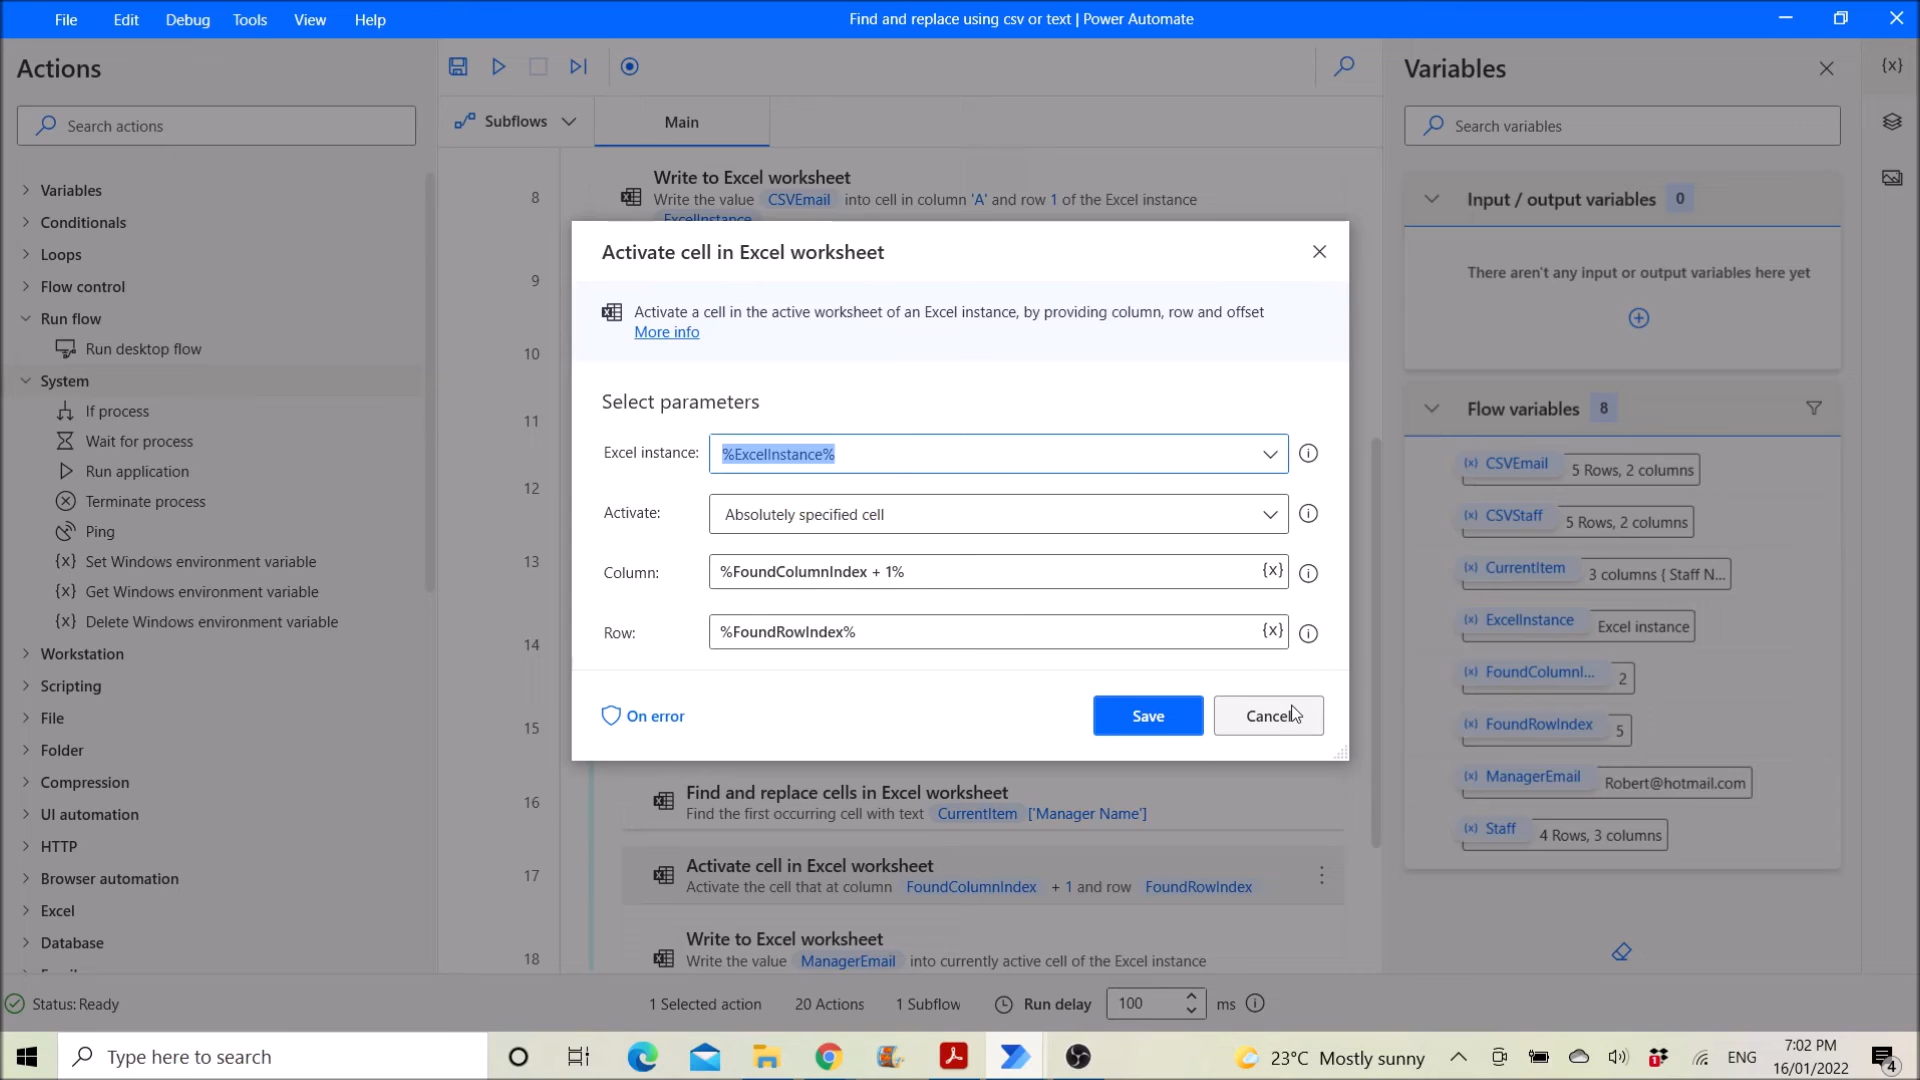 File Edit Debug Tools View Help
Find and replace using csv or text | Power Automate
Actions
Search actions
Variables
Conditionals
Loops
Flow control
Run flow
Run desktop flow
System
If process
Wait for process
Run application
Terminate process
Ping
Set Windows environment variable
Get Windows environment variable
Delete Windows environment variable
Workstation
Scripting
File
Folder
Compression
UI automation
HTTP
Browser automation
Excel
Database
Subflows
Main
8
Write to Excel worksheet
Write the value CSVEmail into cell in column 'A' and row 1 of the Excel instance
ExcelInstance
9
10
11
12
13
14
15
Activate cell in Excel worksheet
Activate a cell in the active worksheet of an Excel instance, by providing column, row and offset
More info
Select parameters
Excel instance: %ExcelInstance%
Activate: Absolutely specified cell
Column: %FoundColumnIndex + 1% {x}
Row: %FoundRowIndex% {x}
On error
Save
Cancel
16
Find and replace cells in Excel worksheet
Find the first occurring cell with text CurrentItem ['Manager Name']
17
Activate cell in Excel worksheet
Activate the cell that at column FoundColumnIndex + 1 and row FoundRowIndex
18
Write to Excel worksheet
Write the value ManagerEmail into currently active cell of the Excel instance
Variables
{x}
Search variables
Input / output variables 0
There aren't any input or output variables here yet
Flow variables 8
(x) CSVEmail 5 Rows, 2 columns
(x) CSVStaff 5 Rows, 2 columns
(x) CurrentItem 3 columns { Staff N...
(x) ExcelInstance Excel instance
(x) FoundColumnI... 2
(x) FoundRowIndex 5
(x) ManagerEmail Robert@hotmail.com
(x) Staff 4 Rows, 3 columns
Status: Ready
1 Selected action
20 Actions
1 Subflow
Run delay 100 ms
Type here to search
23°C Mostly sunny
1
ENG
7:02 PM
16/01/2022
4